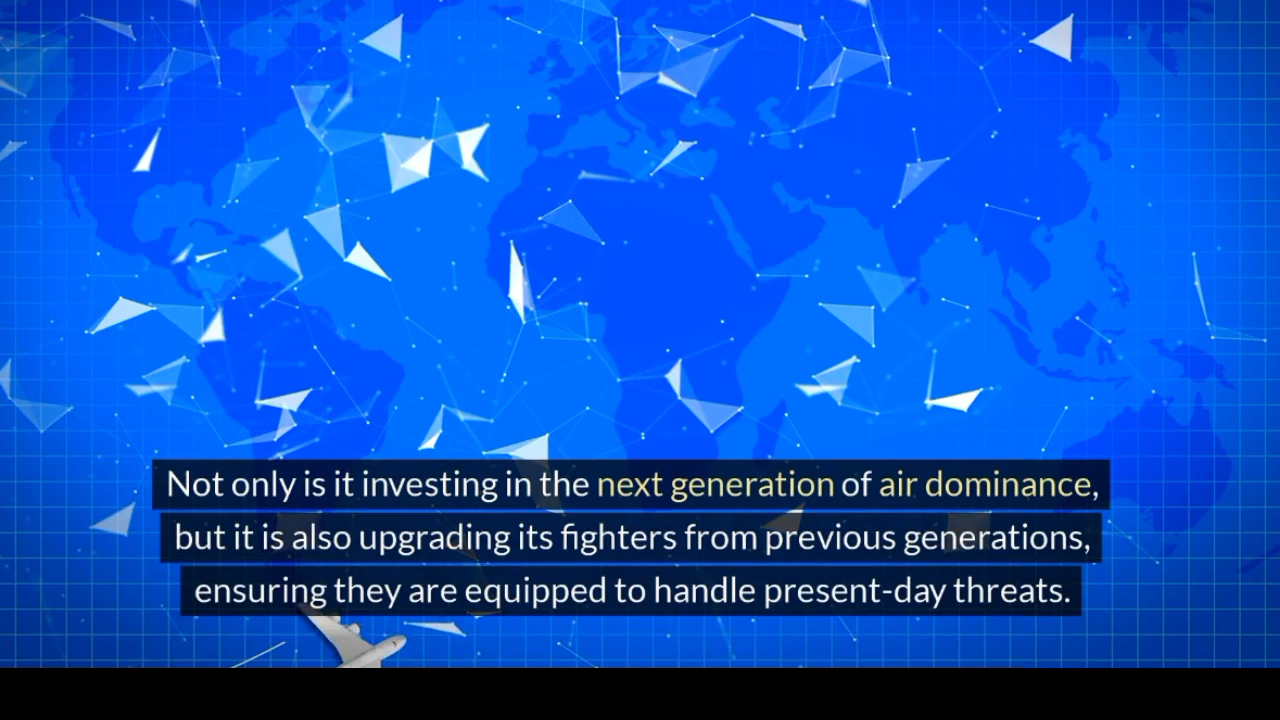 Not only is it investing in the next generation of air dominance,
but it is also upgrading its fighters from previous generations,
ensuring they are equipped to handle present-day threats.